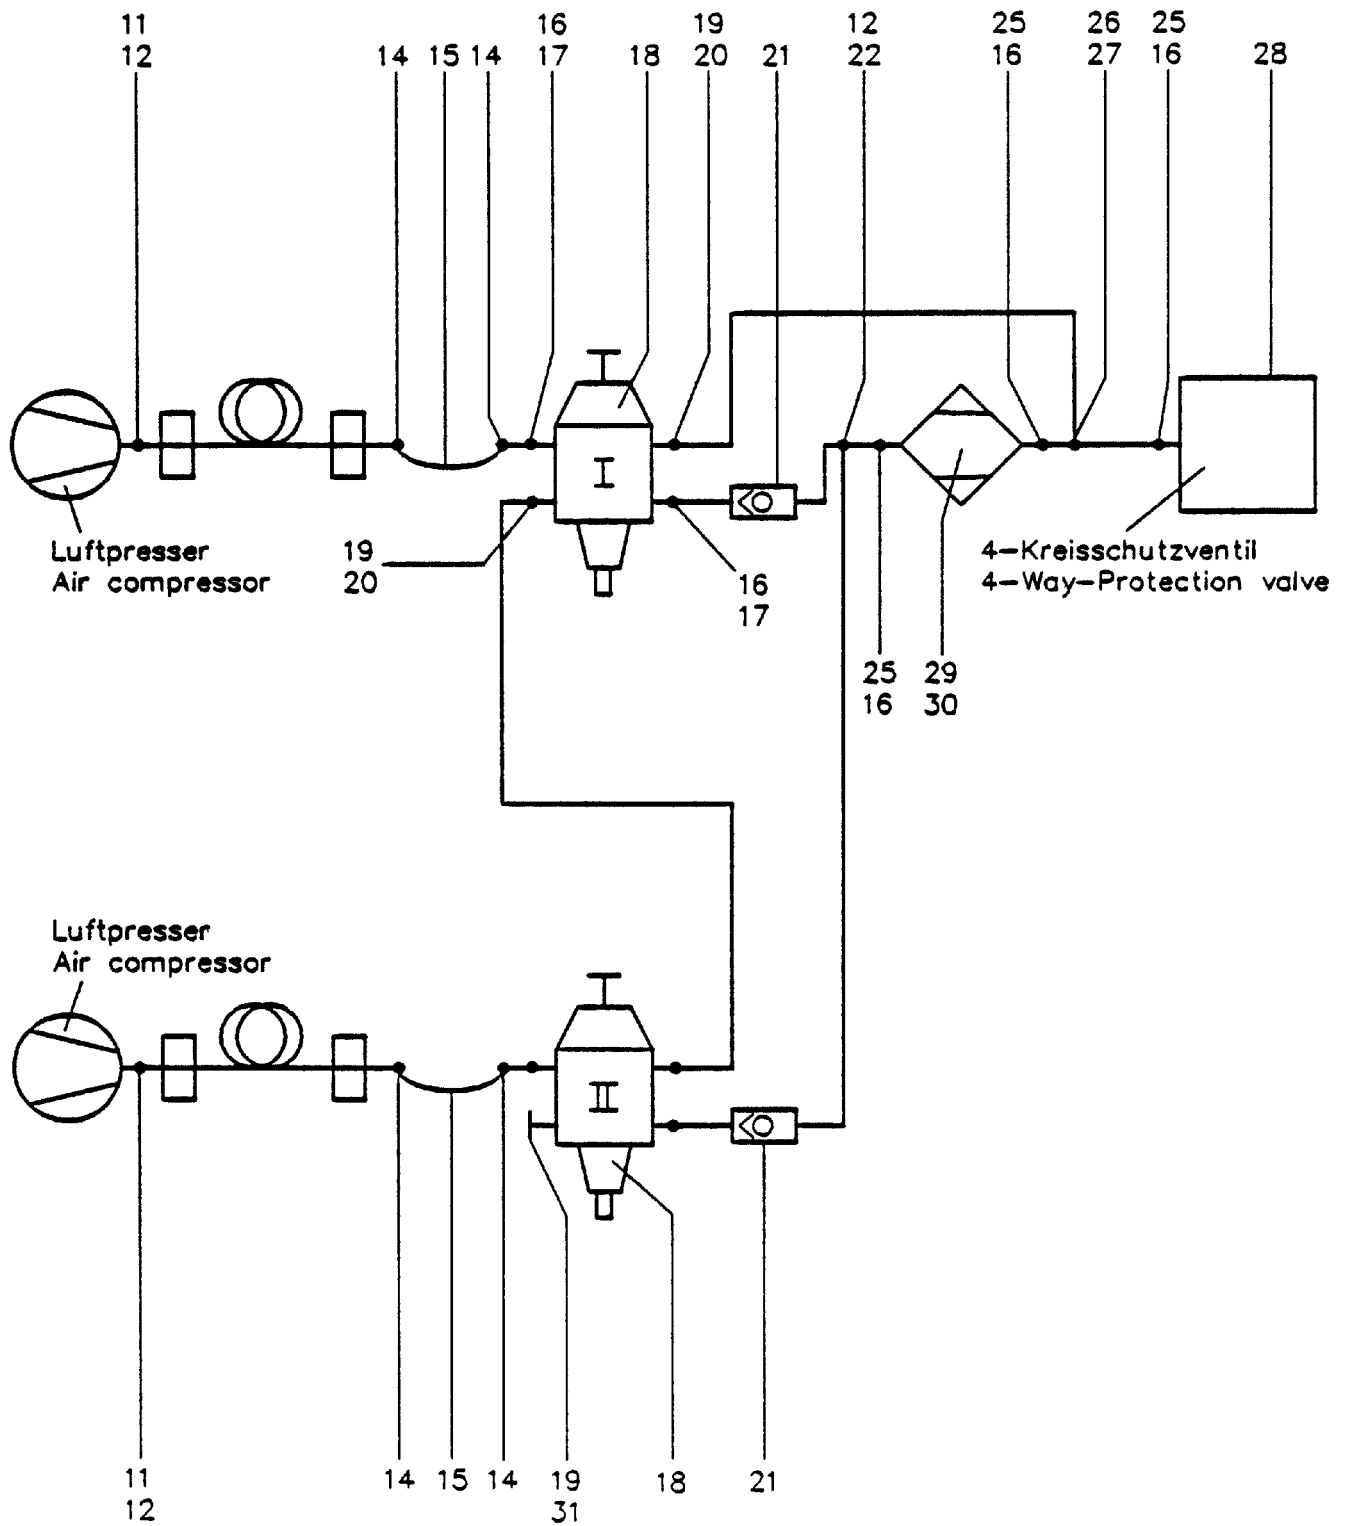 11 16 19 12 25 26 25
12 14 15 14 17 18 20 21 22 16 27 16 28
I
19
20
Luftpresser
Air compressor
16
17
4-Kreisschutzventil
4-Way-Protection valve
25 29
16 30
Luftpresser
Air compressor
II
11 14 15 14 19 18 21
12 31